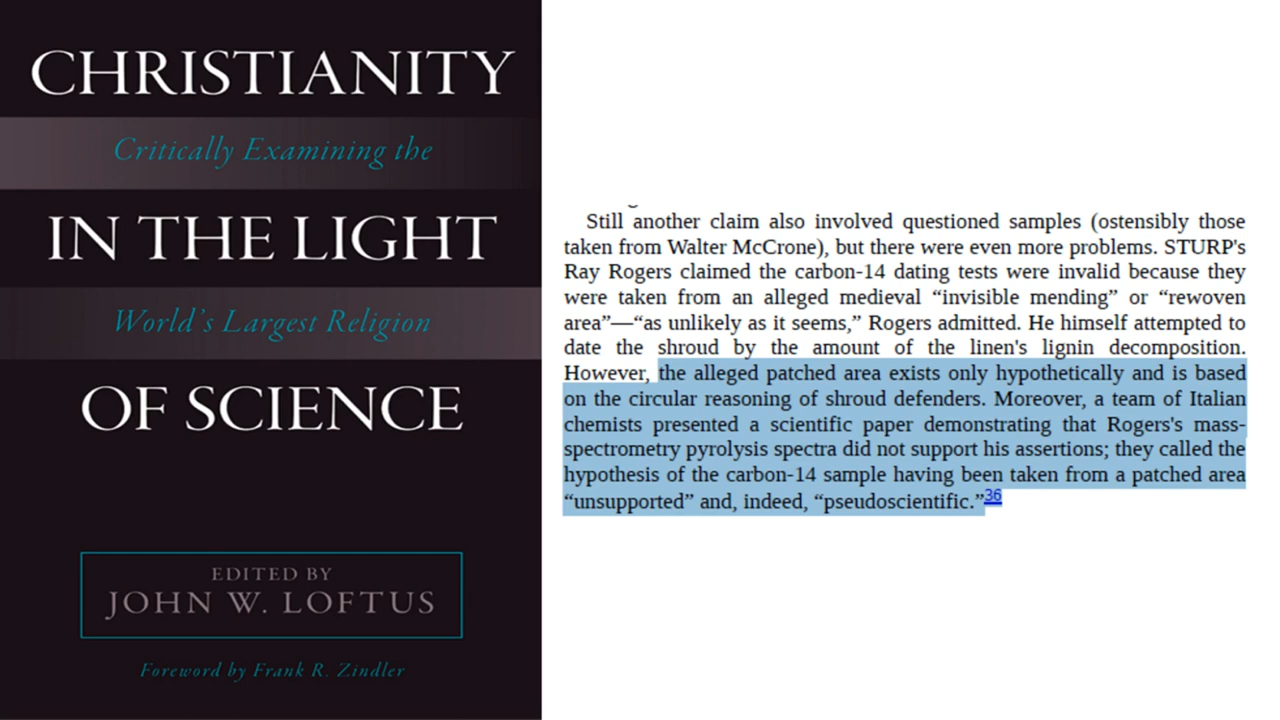 CHRISTIANITY
Critically Examining the
IN THE LIGHT
World's Largest Religion
OF SCIENCE
EDITED BY
JOHN W. LOFTUS
Foreword by Frank R. Zindler
Still another claim also involved questioned samples (ostensibly those
taken from Walter McCrone), but there were even more problems. STURP's
Ray Rogers claimed the carbon-14 dating tests were invalid because they
were taken from an alleged medieval “invisible mending” or “rewoven
area”—“as unlikely as it seems,” Rogers admitted. He himself attempted to
date the shroud by the amount of the linen's lignin decomposition.
However, the alleged patched area exists only hypothetically and is based
on the circular reasoning of shroud defenders. Moreover, a team of Italian
chemists presented a scientific paper demonstrating that Rogers's mass-
spectrometry pyrolysis spectra did not support his assertions; they called the
hypothesis of the carbon-14 sample having been taken from a patched area
“unsupported” and, indeed, “pseudoscientific.”36